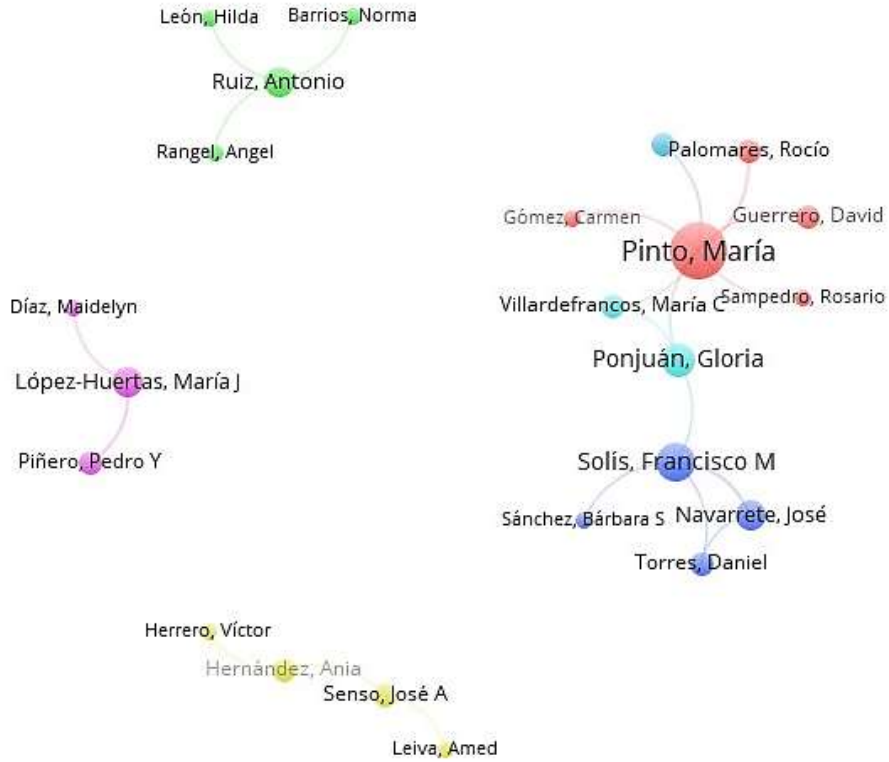 León, Hilda
Barrios, Norma
Ruiz, Antonio
Rangel, Angel
Palomares, Rocío
Gómez, Carmen
Guerrero, David
Pinto, María
Villardefrancos, María C
Sampedro, Rosario
Díaz, Maidelyn
Ponjuán, Gloria
López-Huertas, María J
Piñero, Pedro Y
Solís, Francisco M
Sánchez, Bárbara S
Navarrete, José
Torres, Daniel
Herrero, Víctor
Hernández, Ania
Senso, José A
Leiva, Amed